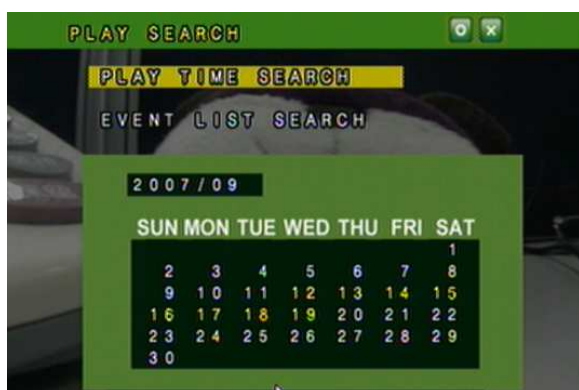 PLAY SEARCH
PLAY TIME SEARCH
EVENT LIST SEARCH
2007/09
SUN MON TUE WED THU FRI SAT
1
2 3 4 5 6 7 8
9 10 11 12 13 14 15
16 17 18 19 20 21 22
23 24 25 26 27 28 29
30